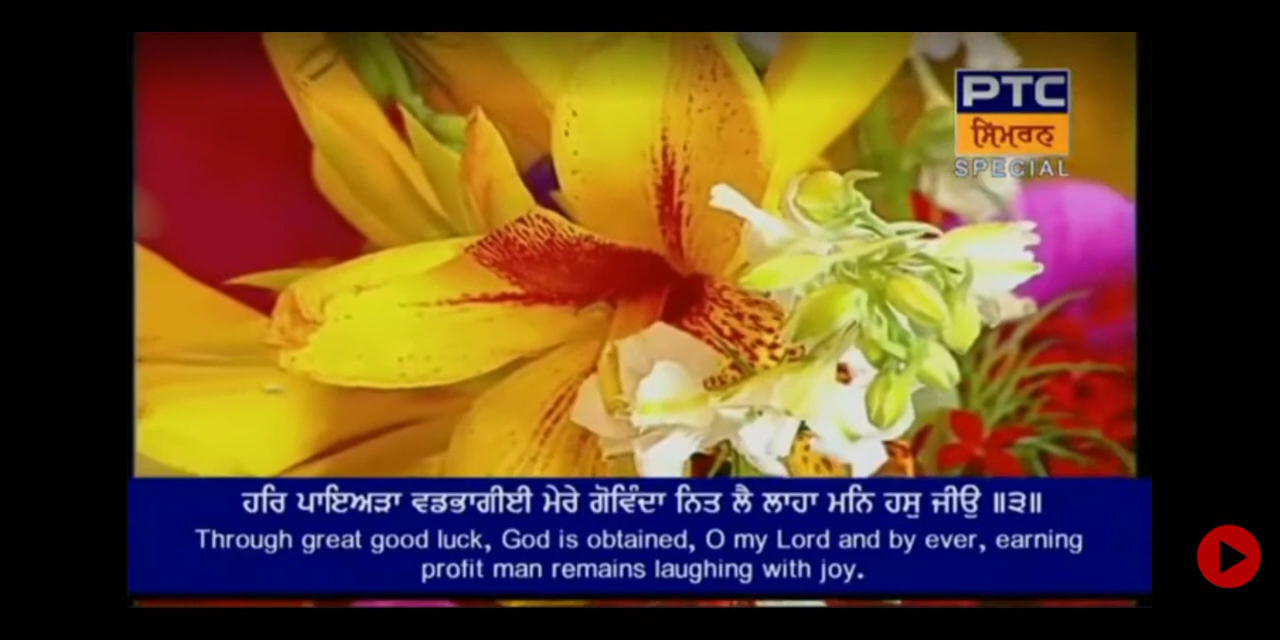 PTC
ਸਿਮਰਨ
SPECIAL
ਹਰਿ ਪਾਇਅੜਾ ਵਡਭਾਗੀਈ ਮੇਰੇ ਗੋਵਿੰਦਾ ਨਿਤ ਲੈ ਲਾਹਾ ਮਨਿ ਹਸੁ ਜੀਉ ॥੩॥
Through great good luck, God is obtained, O my Lord and by ever, earning
profit man remains laughing with joy.